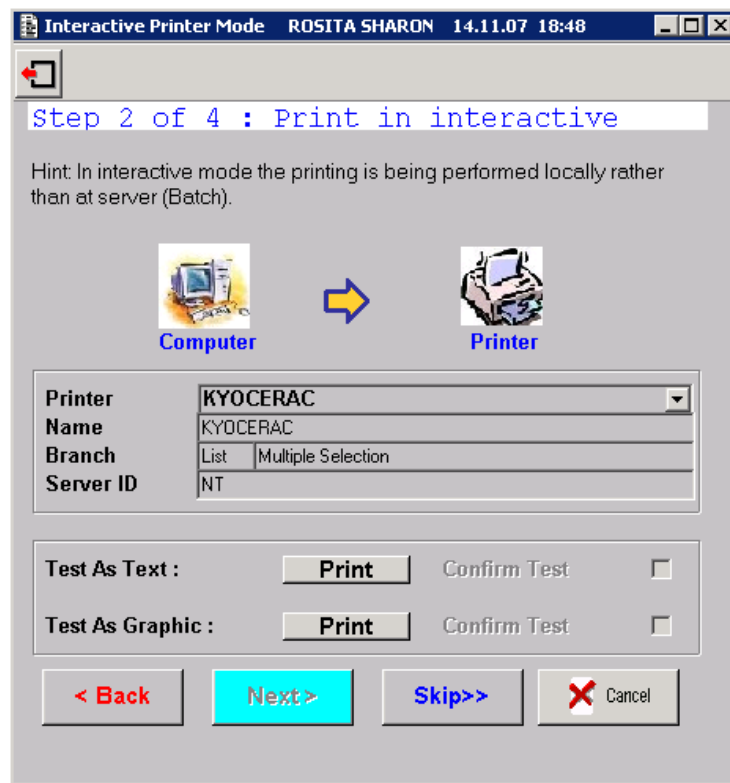 Interactive Printer Mode ROSITA SHARON 14.11.07 18:48
Step 2 of 4 : Print in interactive
Hint: In interactive mode the printing is being performed locally rather
than at server (Batch).
Computer Printer
Printer KYOCERAC
Name KYOCERAC
Branch List Multiple Selection
Server ID NT
Test As Text : Print Confirm Test
Test As Graphic : Print Confirm Test
< Back Next > Skip>> Cancel